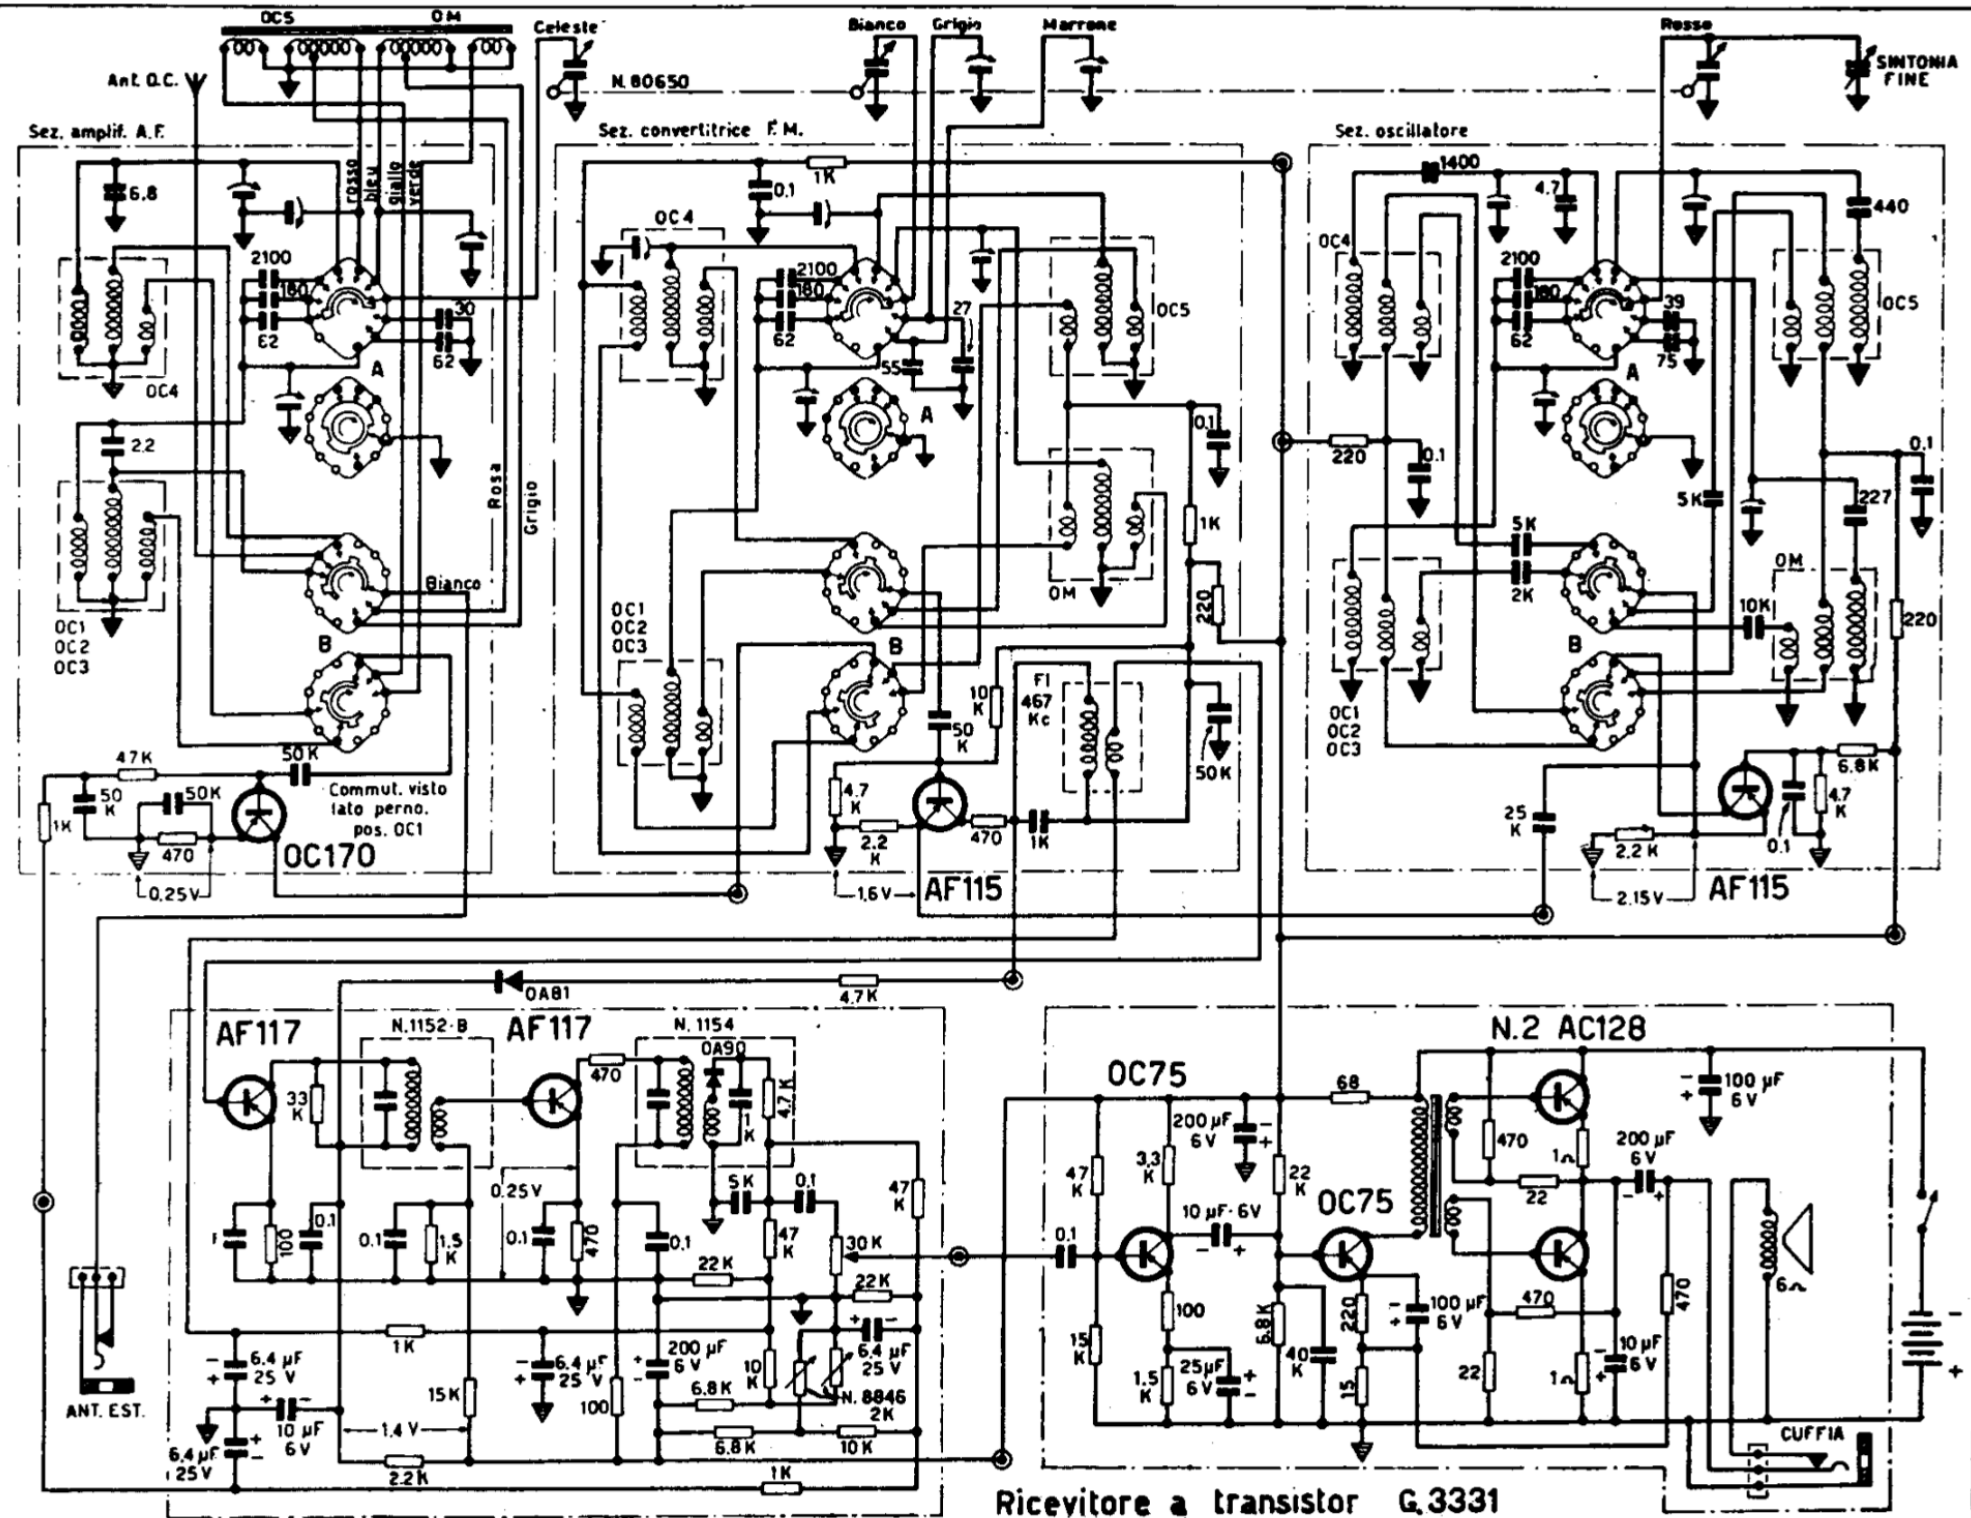 OC5
OM
Celeste
Bianco
Grigio
Marrone
Rosso
Ant. O.C.
N.80650
SINTONIA
FINE
Sez. amplif. A.F.
Sez. convertitrice F.M.
Sez. oscillatore
6.8
rosso
bleu
giallo
verde
2100
180
62
30
62
A
OC4
2.2
Rosa
Grigio
Bianco
OC1
OC2
OC3
B
47K
50K
50
K
50K
1K
470
OC170
0.25V
Commut. visto
lato perno.
pos. OC1
1K
0.1
OC4
2100
180
62
27
55
A
OC5
0.1
1K
OM
220
OC1
OC2
OC3
B
10
K
FI
467
Kc
50
K
50K
4.7
K
2.2
K
470
1K
1.6V
AF115
1400
4.7
440
OC4
2100
180
62
39
75
OC5
A
220
0.1
5K
227
0.1
5K
2K
OM
10K
220
OC1
OC2
OC3
B
6.8K
25
K
4.7
K
2.2K
0.1
2.15V
AF115
OA81
4.7K
AF117
N.1152-B
AF117
N. 1154
OA90
33
K
470
4.7K
1
K
0.25V
5K
0.1
47
K
100
0.1
0.1
1.5
K
0.1
470
0.1
47
K
30K
22K
22K
1K
6.4 µF
25 V
6.4 µF
25 V
200 µF
6 V
10
K
6.4 µF
25 V
ANT. EST.
10 µF
6V
1.4 V
15K
100
6.8K
N. 8846
2K
6.8K
10K
6.4 µF
25V
2.2K
1K
N.2 AC128
OC75
68
100 µF
6 V
200 µF
6V
47
K
3.3
K
22
K
470
1Ω
200 µF
6V
22
OC75
10 µF-6V
0.1
100
220
100 µF
6V
470
470
6Ω
15
K
6.8K
40
K
10µF
6V
25µF
6V
1.5
K
15
22
1Ω
CUFFIA
Ricevitore a transistor G.3331